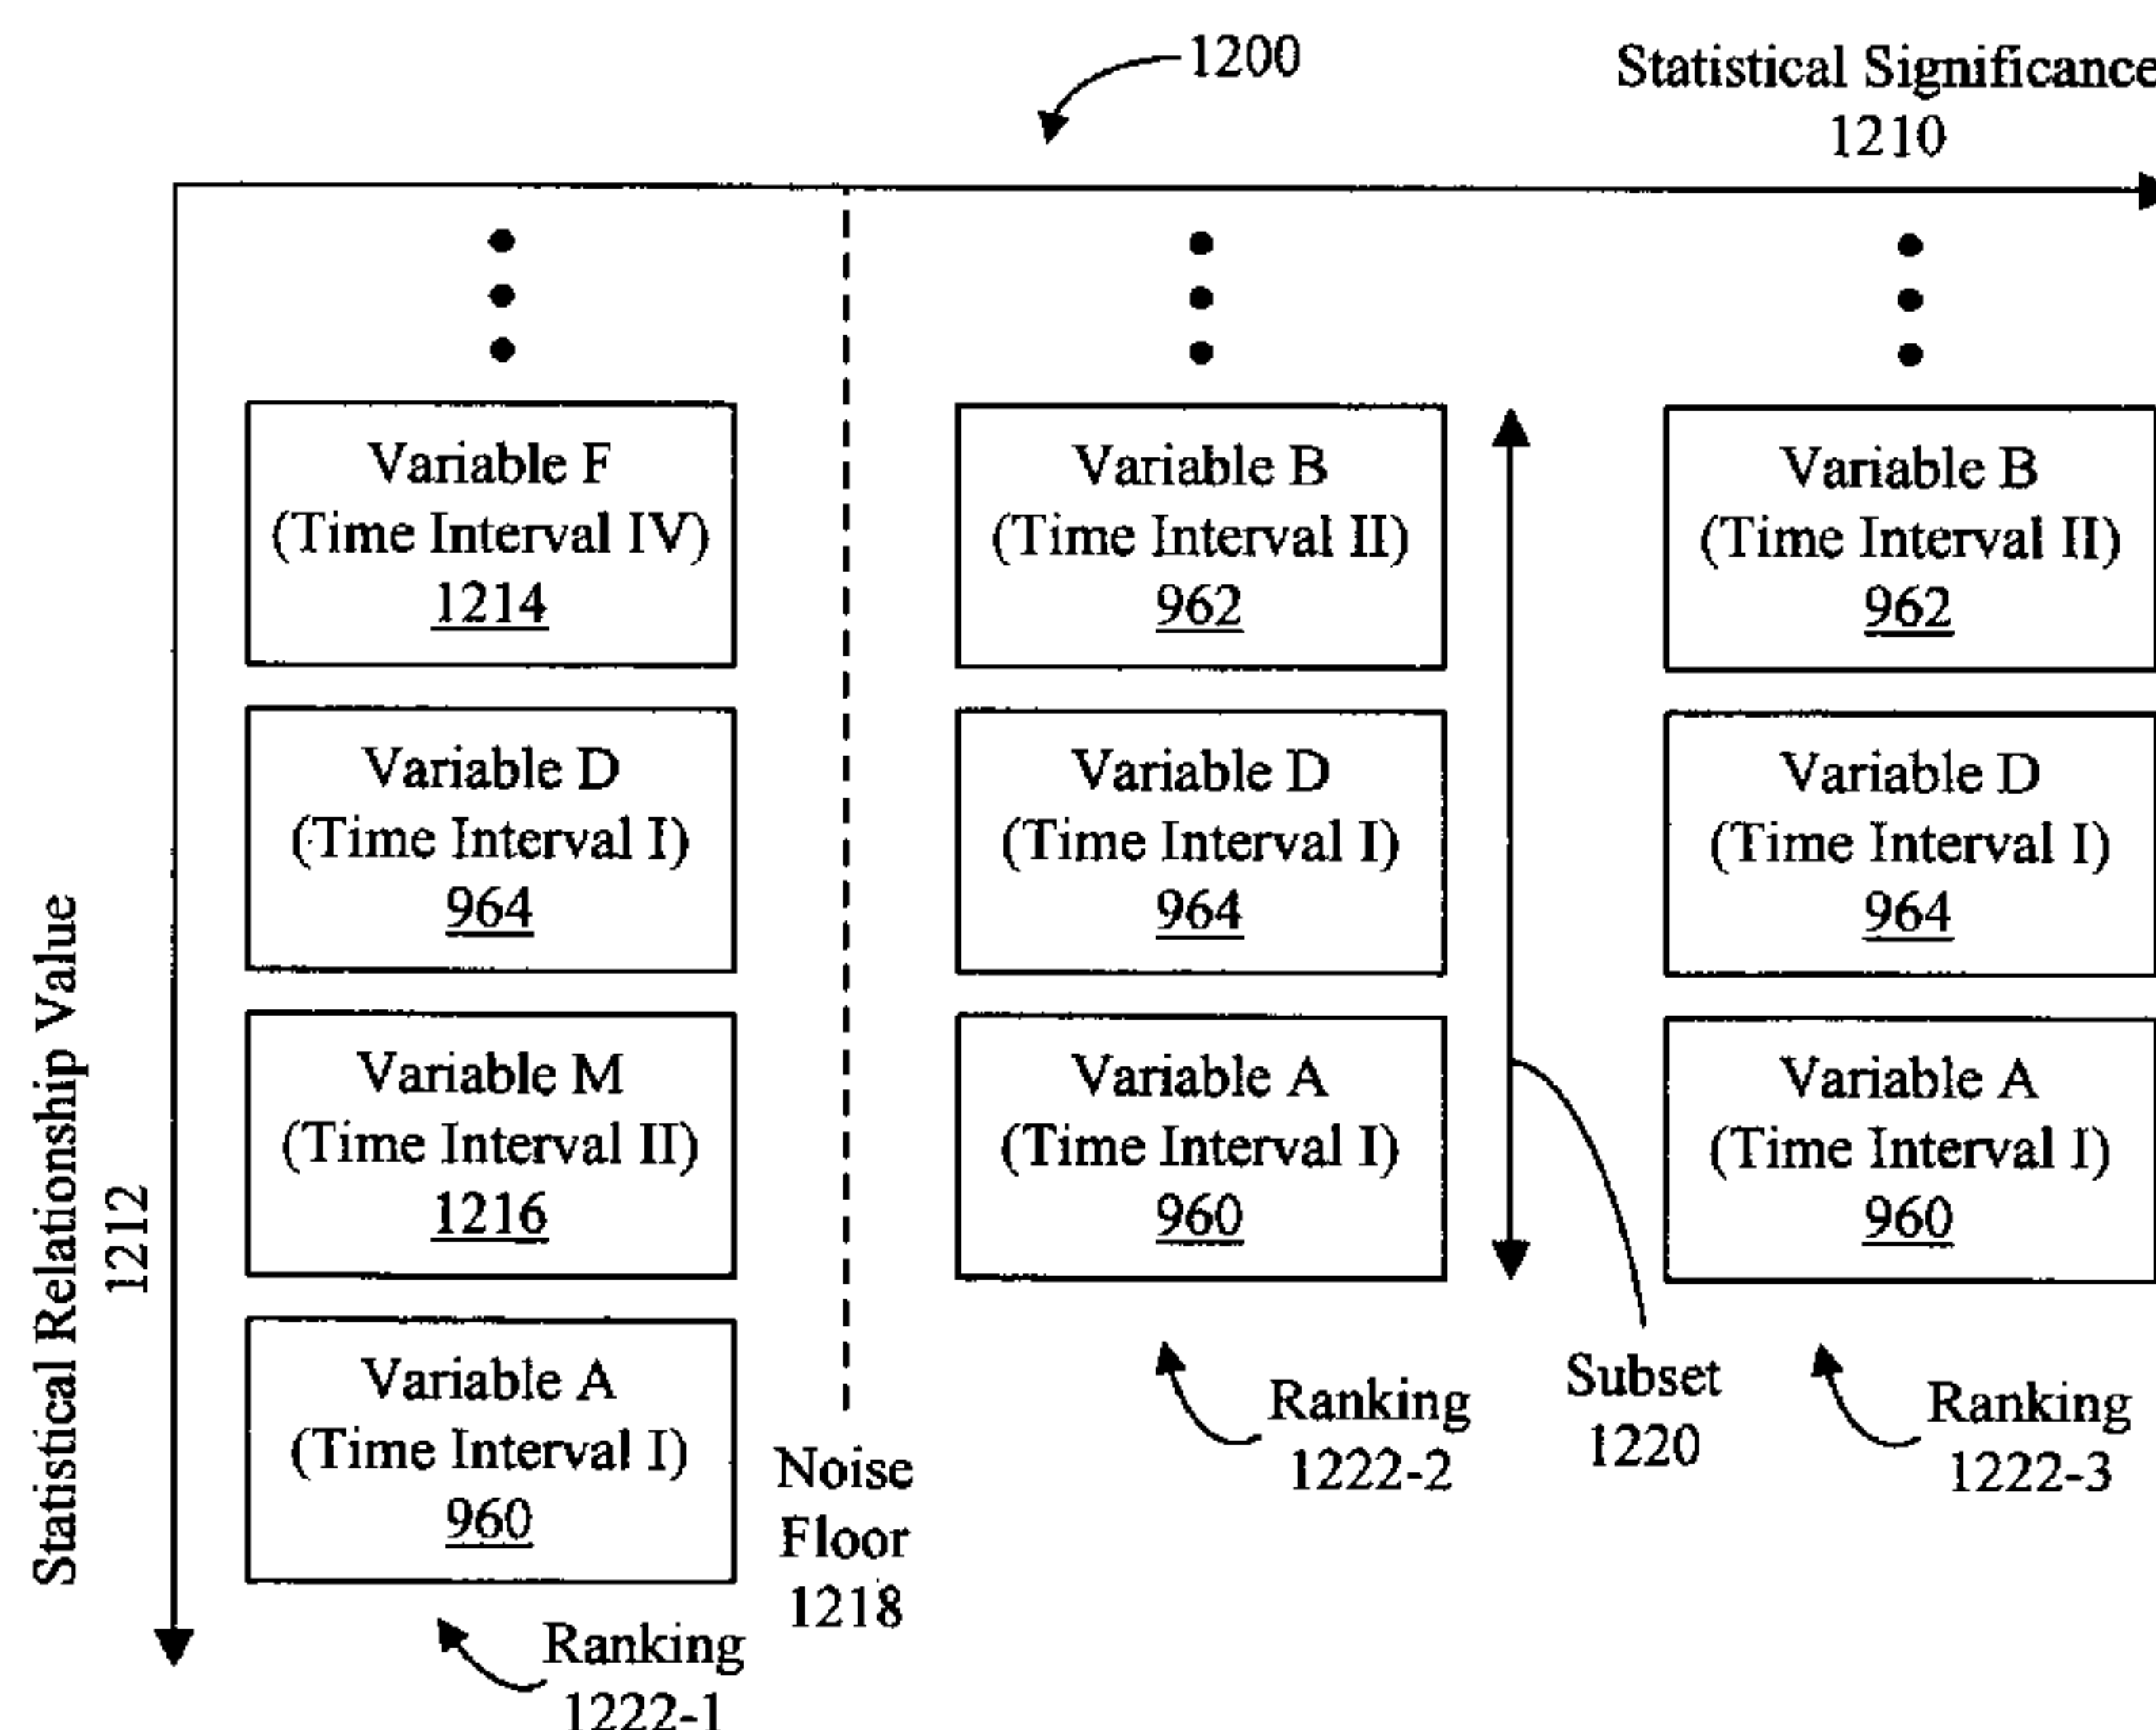 1200
Statistical Significance
1210
Variable F
(Time Interval IV)
1214
Variable B
(Time Interval II)
962
Variable B
(Time Interval II)
962
Variable D
(Time Interval I)
964
Variable D
(Time Interval I)
964
Variable D
(Time Interval I)
964
Variable M
(Time Interval II)
1216
Variable A
(Time Interval I)
960
Variable A
(Time Interval I)
960
Variable A
(Time Interval I)
960
Statistical Relationship Value
1212
Noise
Floor
1218
Ranking
1222-1
Ranking
1222-2
Subset
1220
Ranking
1222-3